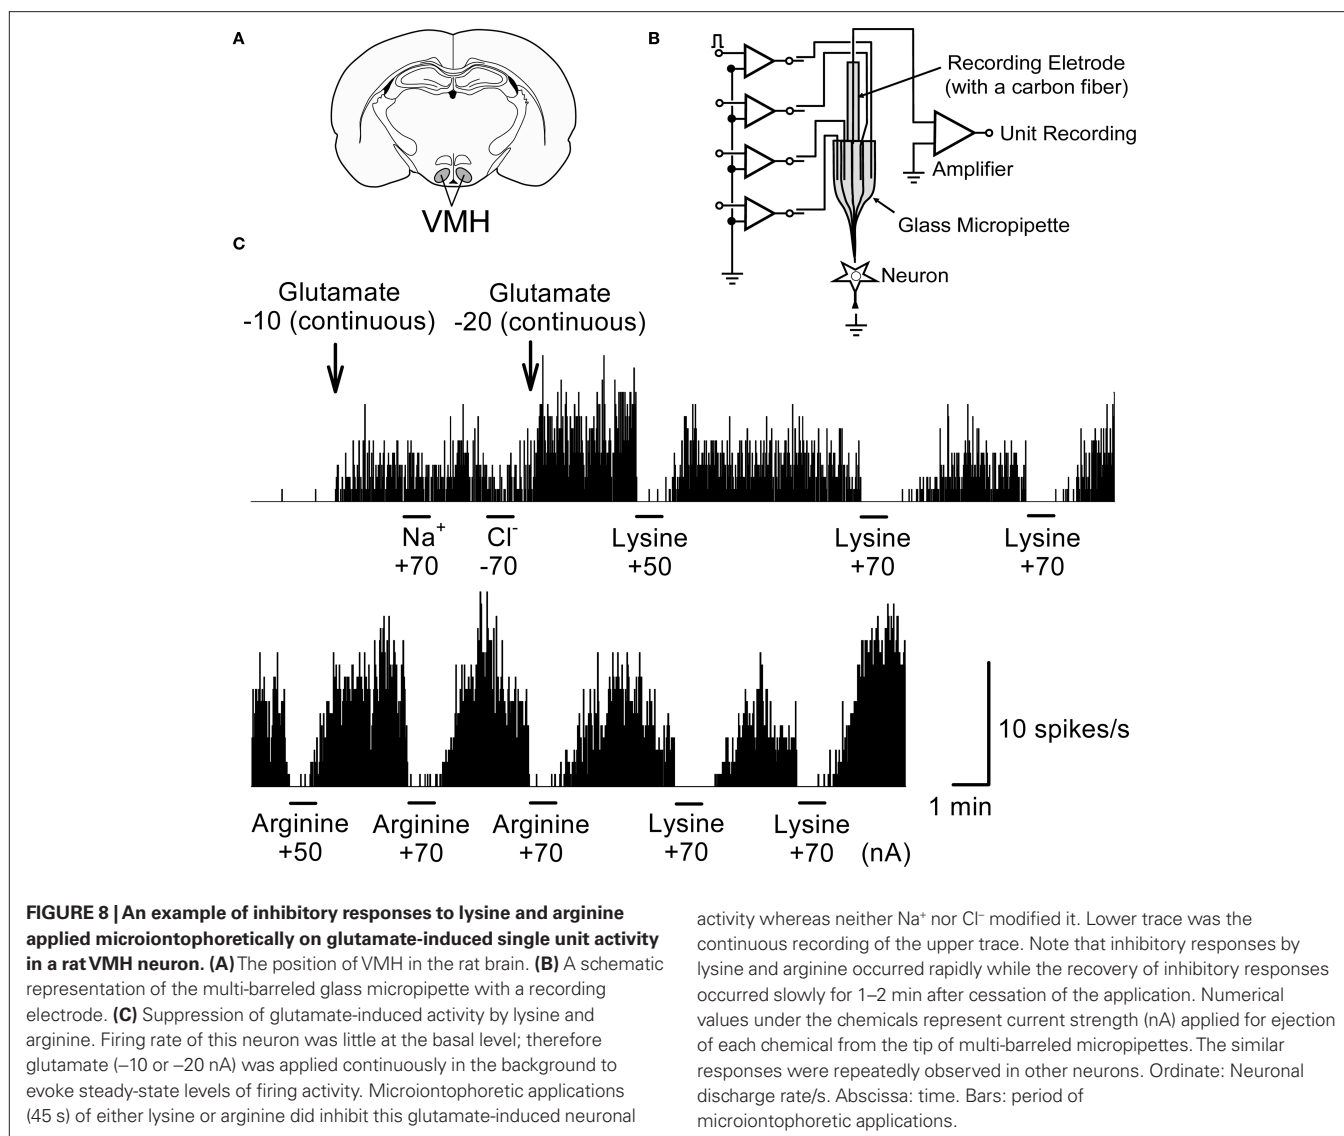 A
VMH
B
Recording Eletrode
(with a carbon fiber)
Unit Recording
Amplifier
Glass Micropipette
Neuron
C
Glutamate
-10 (continuous)
Glutamate
-20 (continuous)
Na+
+70
Cl-
-70
Lysine
+50
Lysine
+70
Lysine
+70
10 spikes/s
1 min
Arginine
+50
Arginine
+70
Arginine
+70
Lysine
+70
Lysine
+70
(nA)
FIGURE 8 | An example of inhibitory responses to lysine and arginine
applied microiontophoretically on glutamate-induced single unit activity
in a rat VMH neuron. (A) The position of VMH in the rat brain. (B) A schematic
representation of the multi-barreled glass micropipette with a recording
electrode. (C) Suppression of glutamate-induced activity by lysine and
arginine. Firing rate of this neuron was little at the basal level; therefore
glutamate (–10 or –20 nA) was applied continuously in the background to
evoke steady-state levels of firing activity. Microiontophoretic applications
(45 s) of either lysine or arginine did inhibit this glutamate-induced neuronal
activity whereas neither Na+ nor Cl– modified it. Lower trace was the
continuous recording of the upper trace. Note that inhibitory responses by
lysine and arginine occurred rapidly while the recovery of inhibitory responses
occurred slowly for 1–2 min after cessation of the application. Numerical
values under the chemicals represent current strength (nA) applied for ejection
of each chemical from the tip of multi-barreled micropipettes. The similar
responses were repeatedly observed in other neurons. Ordinate: Neuronal
discharge rate/s. Abscissa: time. Bars: period of
microiontophoretic applications.